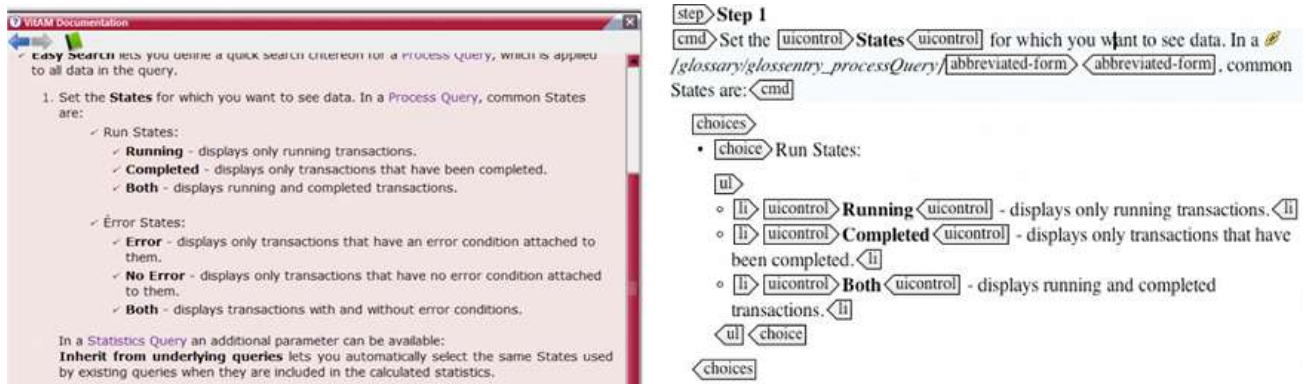 VitAM Documentation
Easy Search lets you define a quick search critereon for a Process Query, which is applied
to all data in the query.
1. Set the States for which you want to see data. In a Process Query, common States
are:
Run States:
Running - displays only running transactions.
Completed - displays only transactions that have been completed.
Both - displays running and completed transactions.
Error States:
Error - displays only transactions that have an error condition attached to
them.
No Error - displays only transactions that have no error condition attached
to them.
Both - displays transactions with and without error conditions.
In a Statistics Query an additional parameter can be available:
Inherit from underlying queries lets you automatically select the same States used
by existing queries when they are included in the calculated statistics.
step Step 1
cmd Set the uicontrol States uicontrol for which you want to see data. In a
/glossary/glossentry_processQuery/ abbreviated-form abbreviated-form , common
States are: cmd
choices
• choice Run States:
ul
li uicontrol Running uicontrol - displays only running transactions. li
li uicontrol Completed uicontrol - displays only transactions that have
been completed. li
li uicontrol Both uicontrol - displays running and completed
transactions. li
ul choice
choices